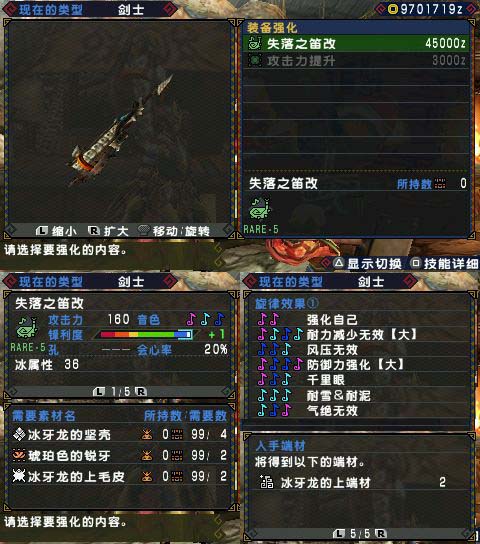 现在的类型 剑士
9701719z
装备强化
失落之笛改 45000z
攻击力提升 3000z
失落之笛改 所持数 0
RARE-5
L 缩小 R 扩大 移动/旋转
请选择要强化的内容。
△显示切换 □技能详细
现在的类型 剑士
失落之笛改
攻击力 160 音色
RARE-5
锋利度 +1
孔 --- 会心率 20%
冰属性 36
L 1/5 R
需要素材名 所持数/需要数
冰牙龙的坚壳 0 99/ 4
琥珀色的锐牙 0 99/ 2
冰牙龙的上毛皮 0 99/ 2
请选择要强化的内容。
现在的类型 剑士
旋律效果①
强化自己
耐力减少无效【大】
风压无效
防御力强化【大】
千里眼
耐雪&耐泥
气绝无效
入手端材
将得到以下的端材.
冰牙龙的上端材 2
L 5/5 R